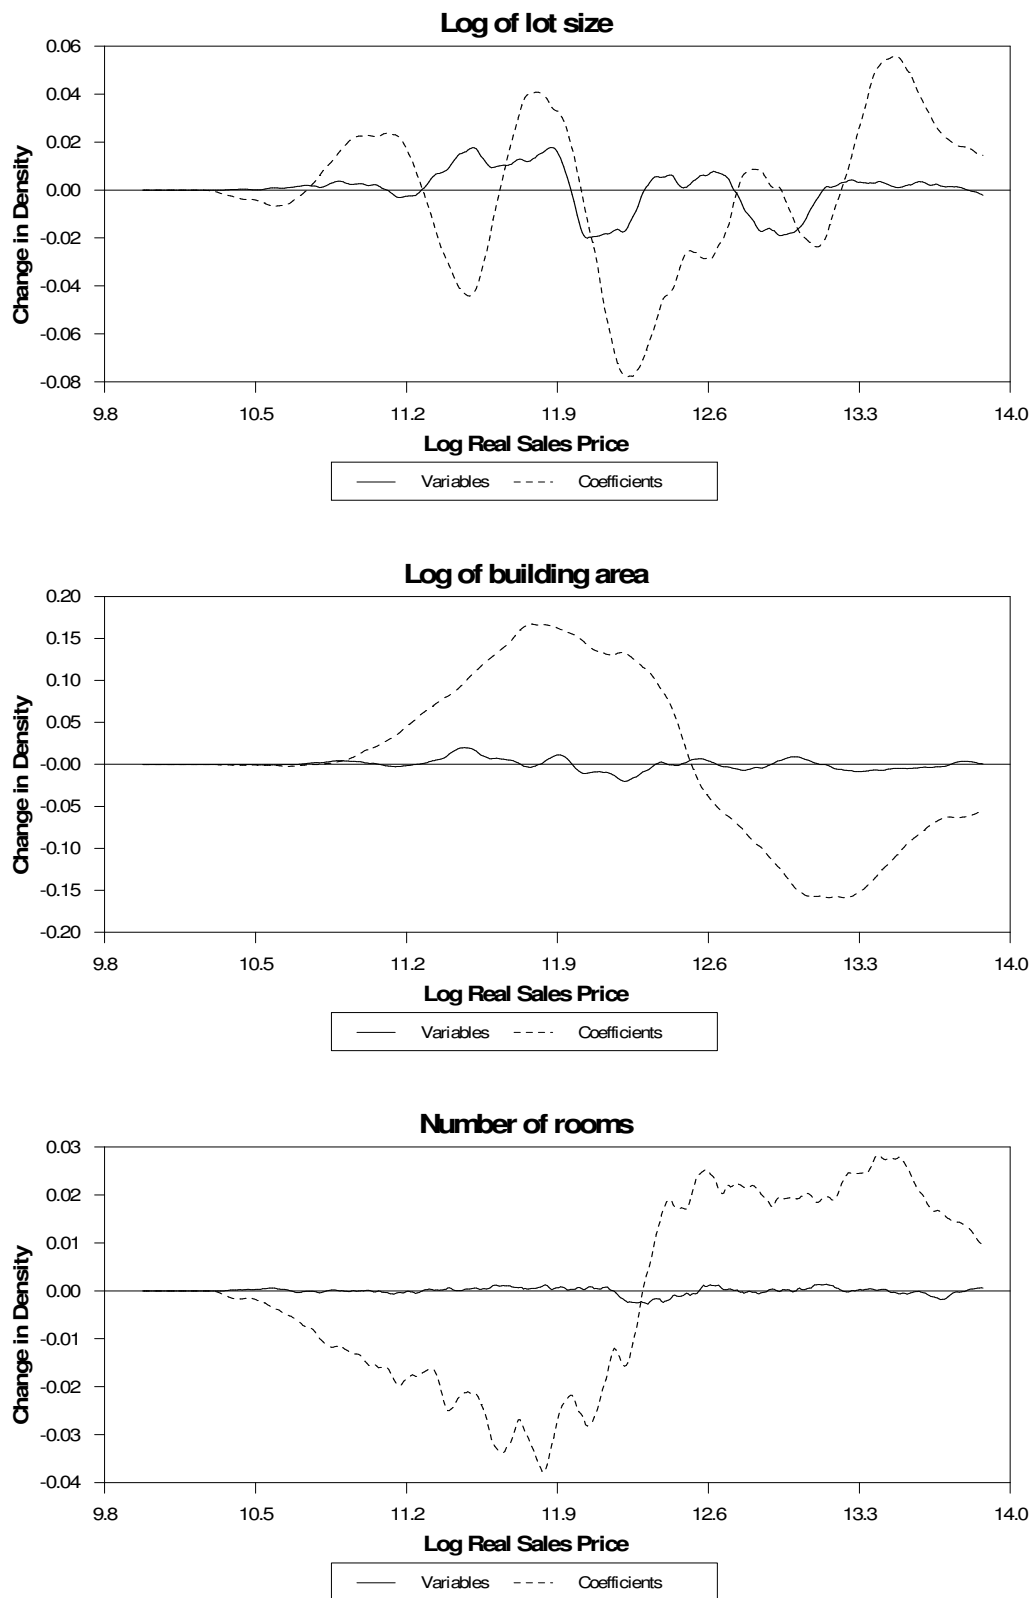 Log of lot size
0.06
0.04
0.02
0.00
-0.02
-0.04
-0.06
-0.08
Change in Density
9.8 10.5 11.2 11.9 12.6 13.3 14.0
Log Real Sales Price
Variables Coefficients
Log of building area
0.20
0.15
0.10
0.05
-0.00
-0.05
-0.10
-0.15
-0.20
Change in Density
9.8 10.5 11.2 11.9 12.6 13.3 14.0
Log Real Sales Price
Variables Coefficients
Number of rooms
0.03
0.02
0.01
0.00
-0.01
-0.02
-0.03
-0.04
Change in Density
9.8 10.5 11.2 11.9 12.6 13.3 14.0
Log Real Sales Price
Variables Coefficients